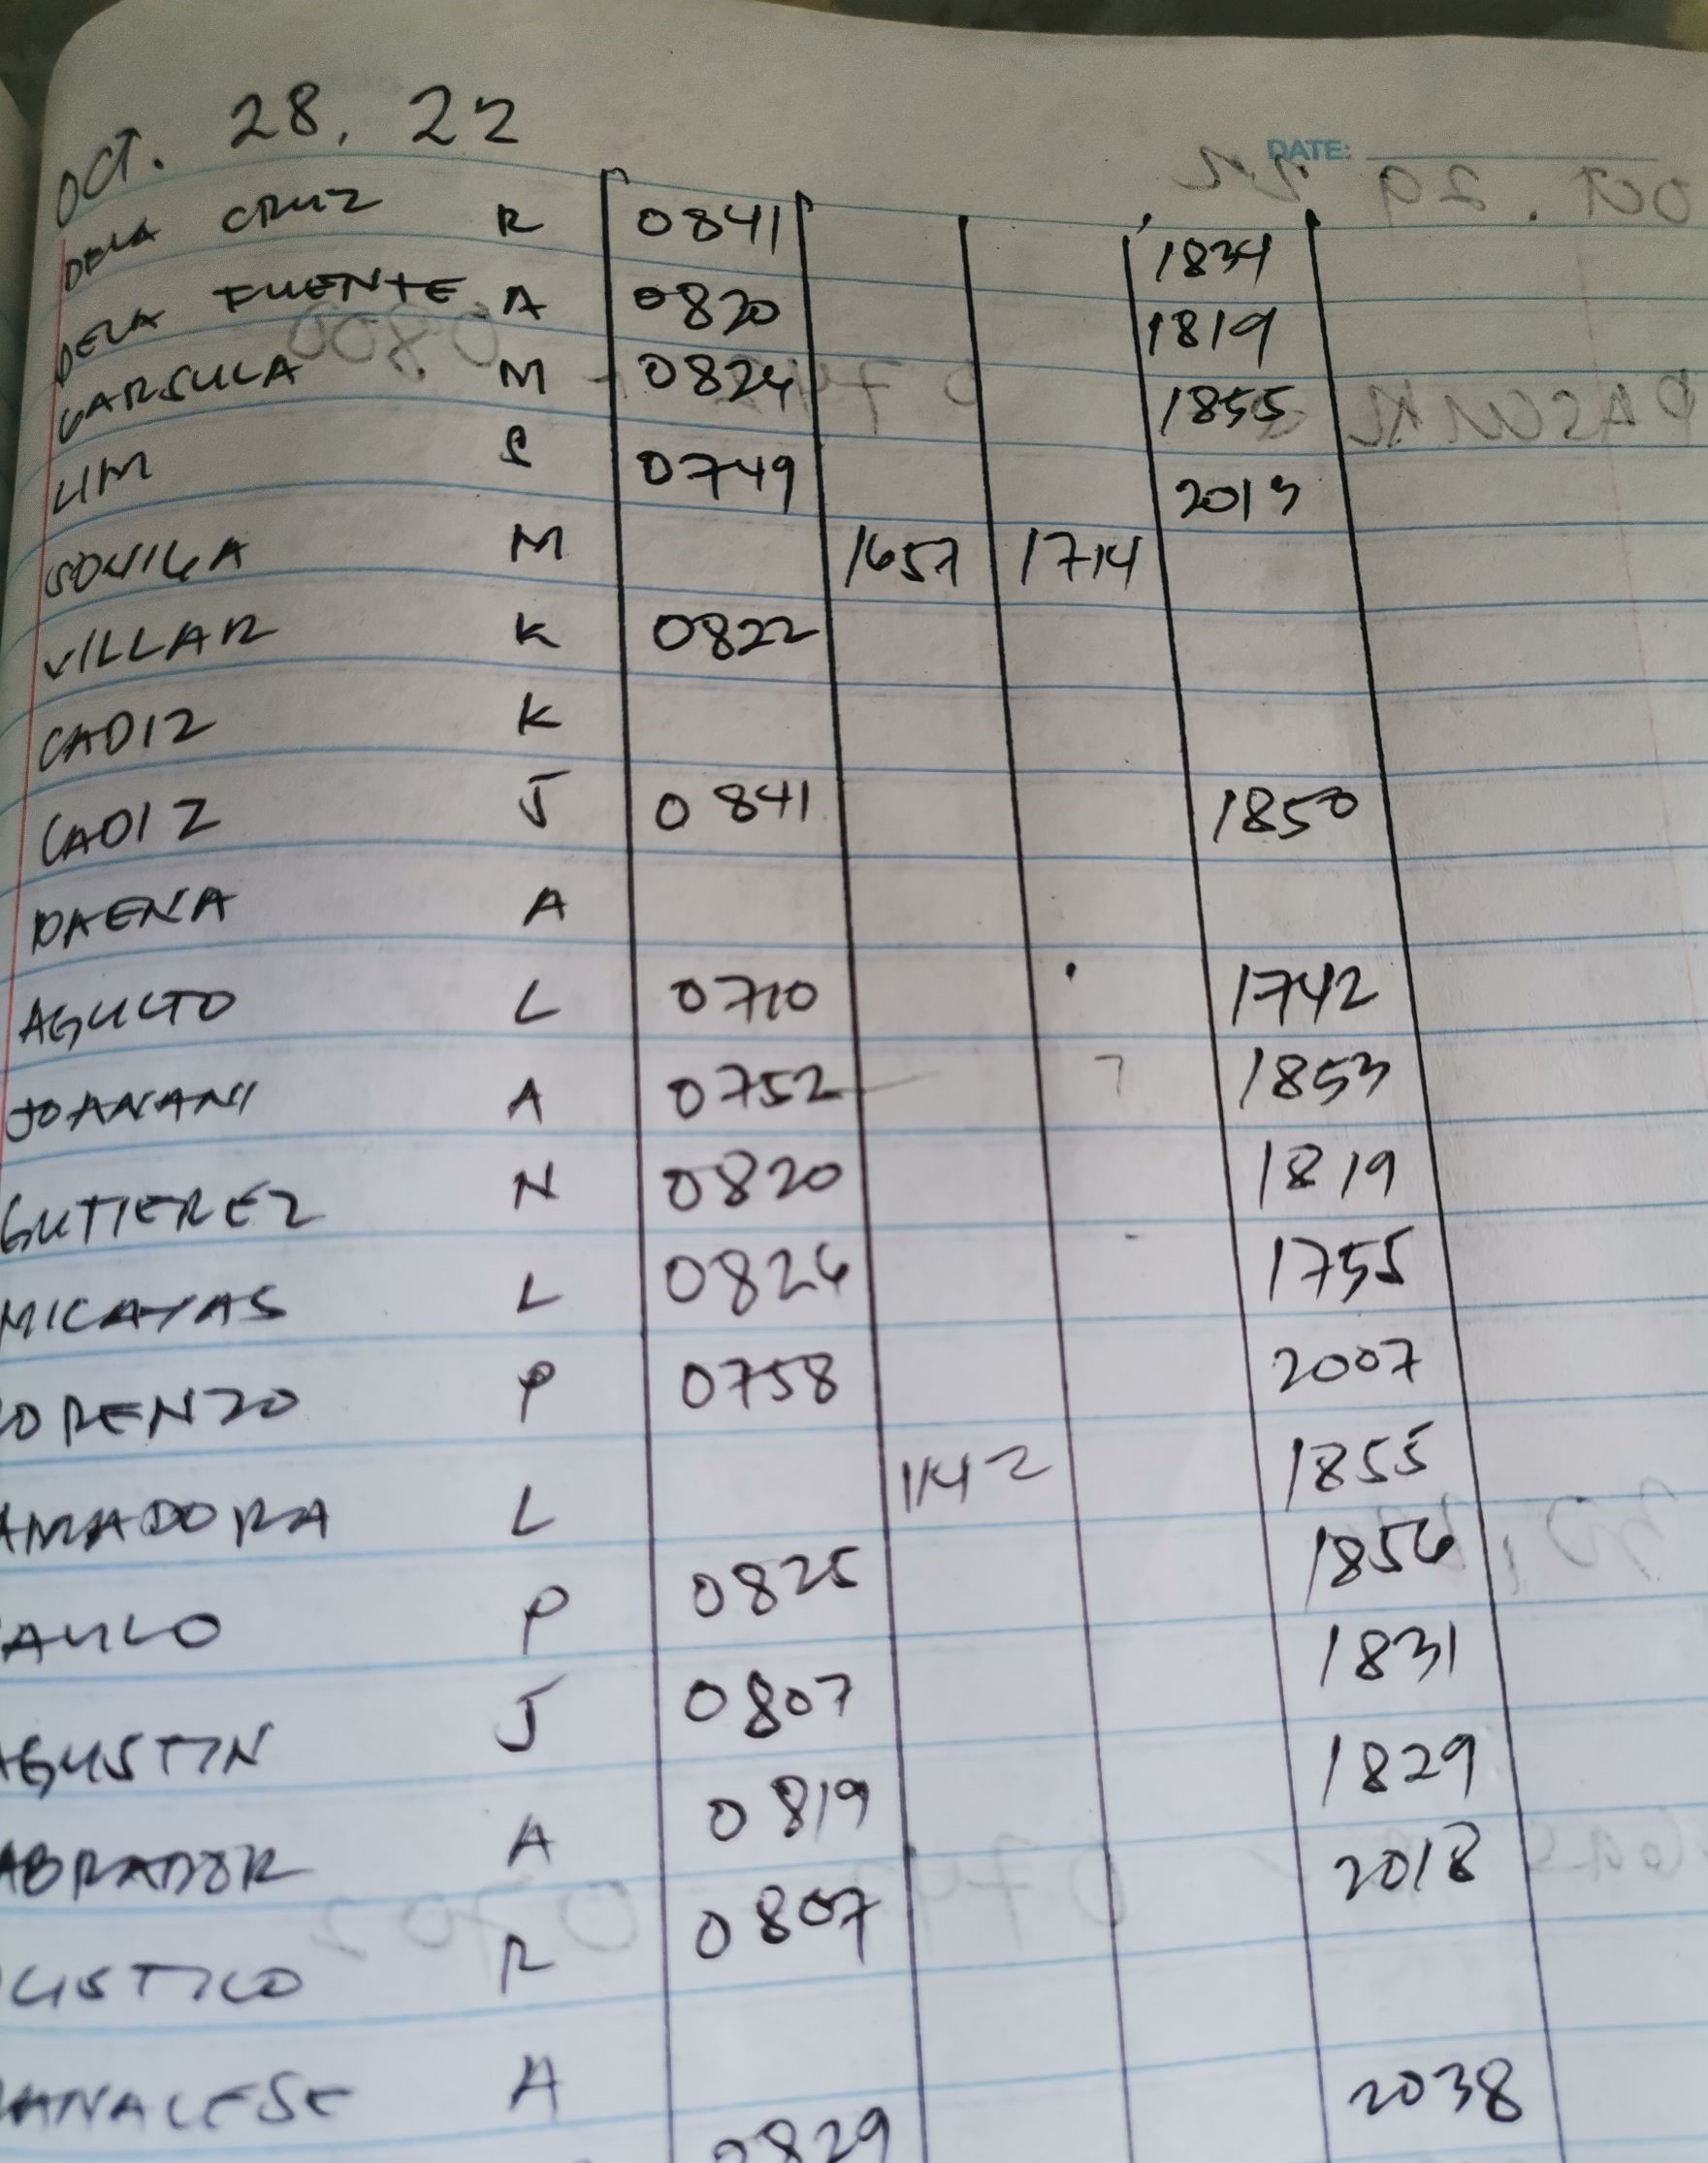 OCT. 28, 22
DATE:
DELA CRUZ R 0841 1834
DELA FUENTE A 0820 1819
GARSULA M 0824 1855
LIM S 0749 2013
M 1657 1714
VILLAR K 0822
CADIZ K
CADIZ J 0841 1850
DAENA A
AGULTO L 0710 1742
JOANANI A 0752 1853
GUTIEREZ N 0820 1819
MICAYAS L 0826 1755
ORENZO P 0758 2007
AMADORA L 1142 1855
AULO P 0825 1856
AGUSTIN J 0807 1831
ABRADOR A 0819 1829
USTICO R 0807 2018
ANALESE A 2038
0829